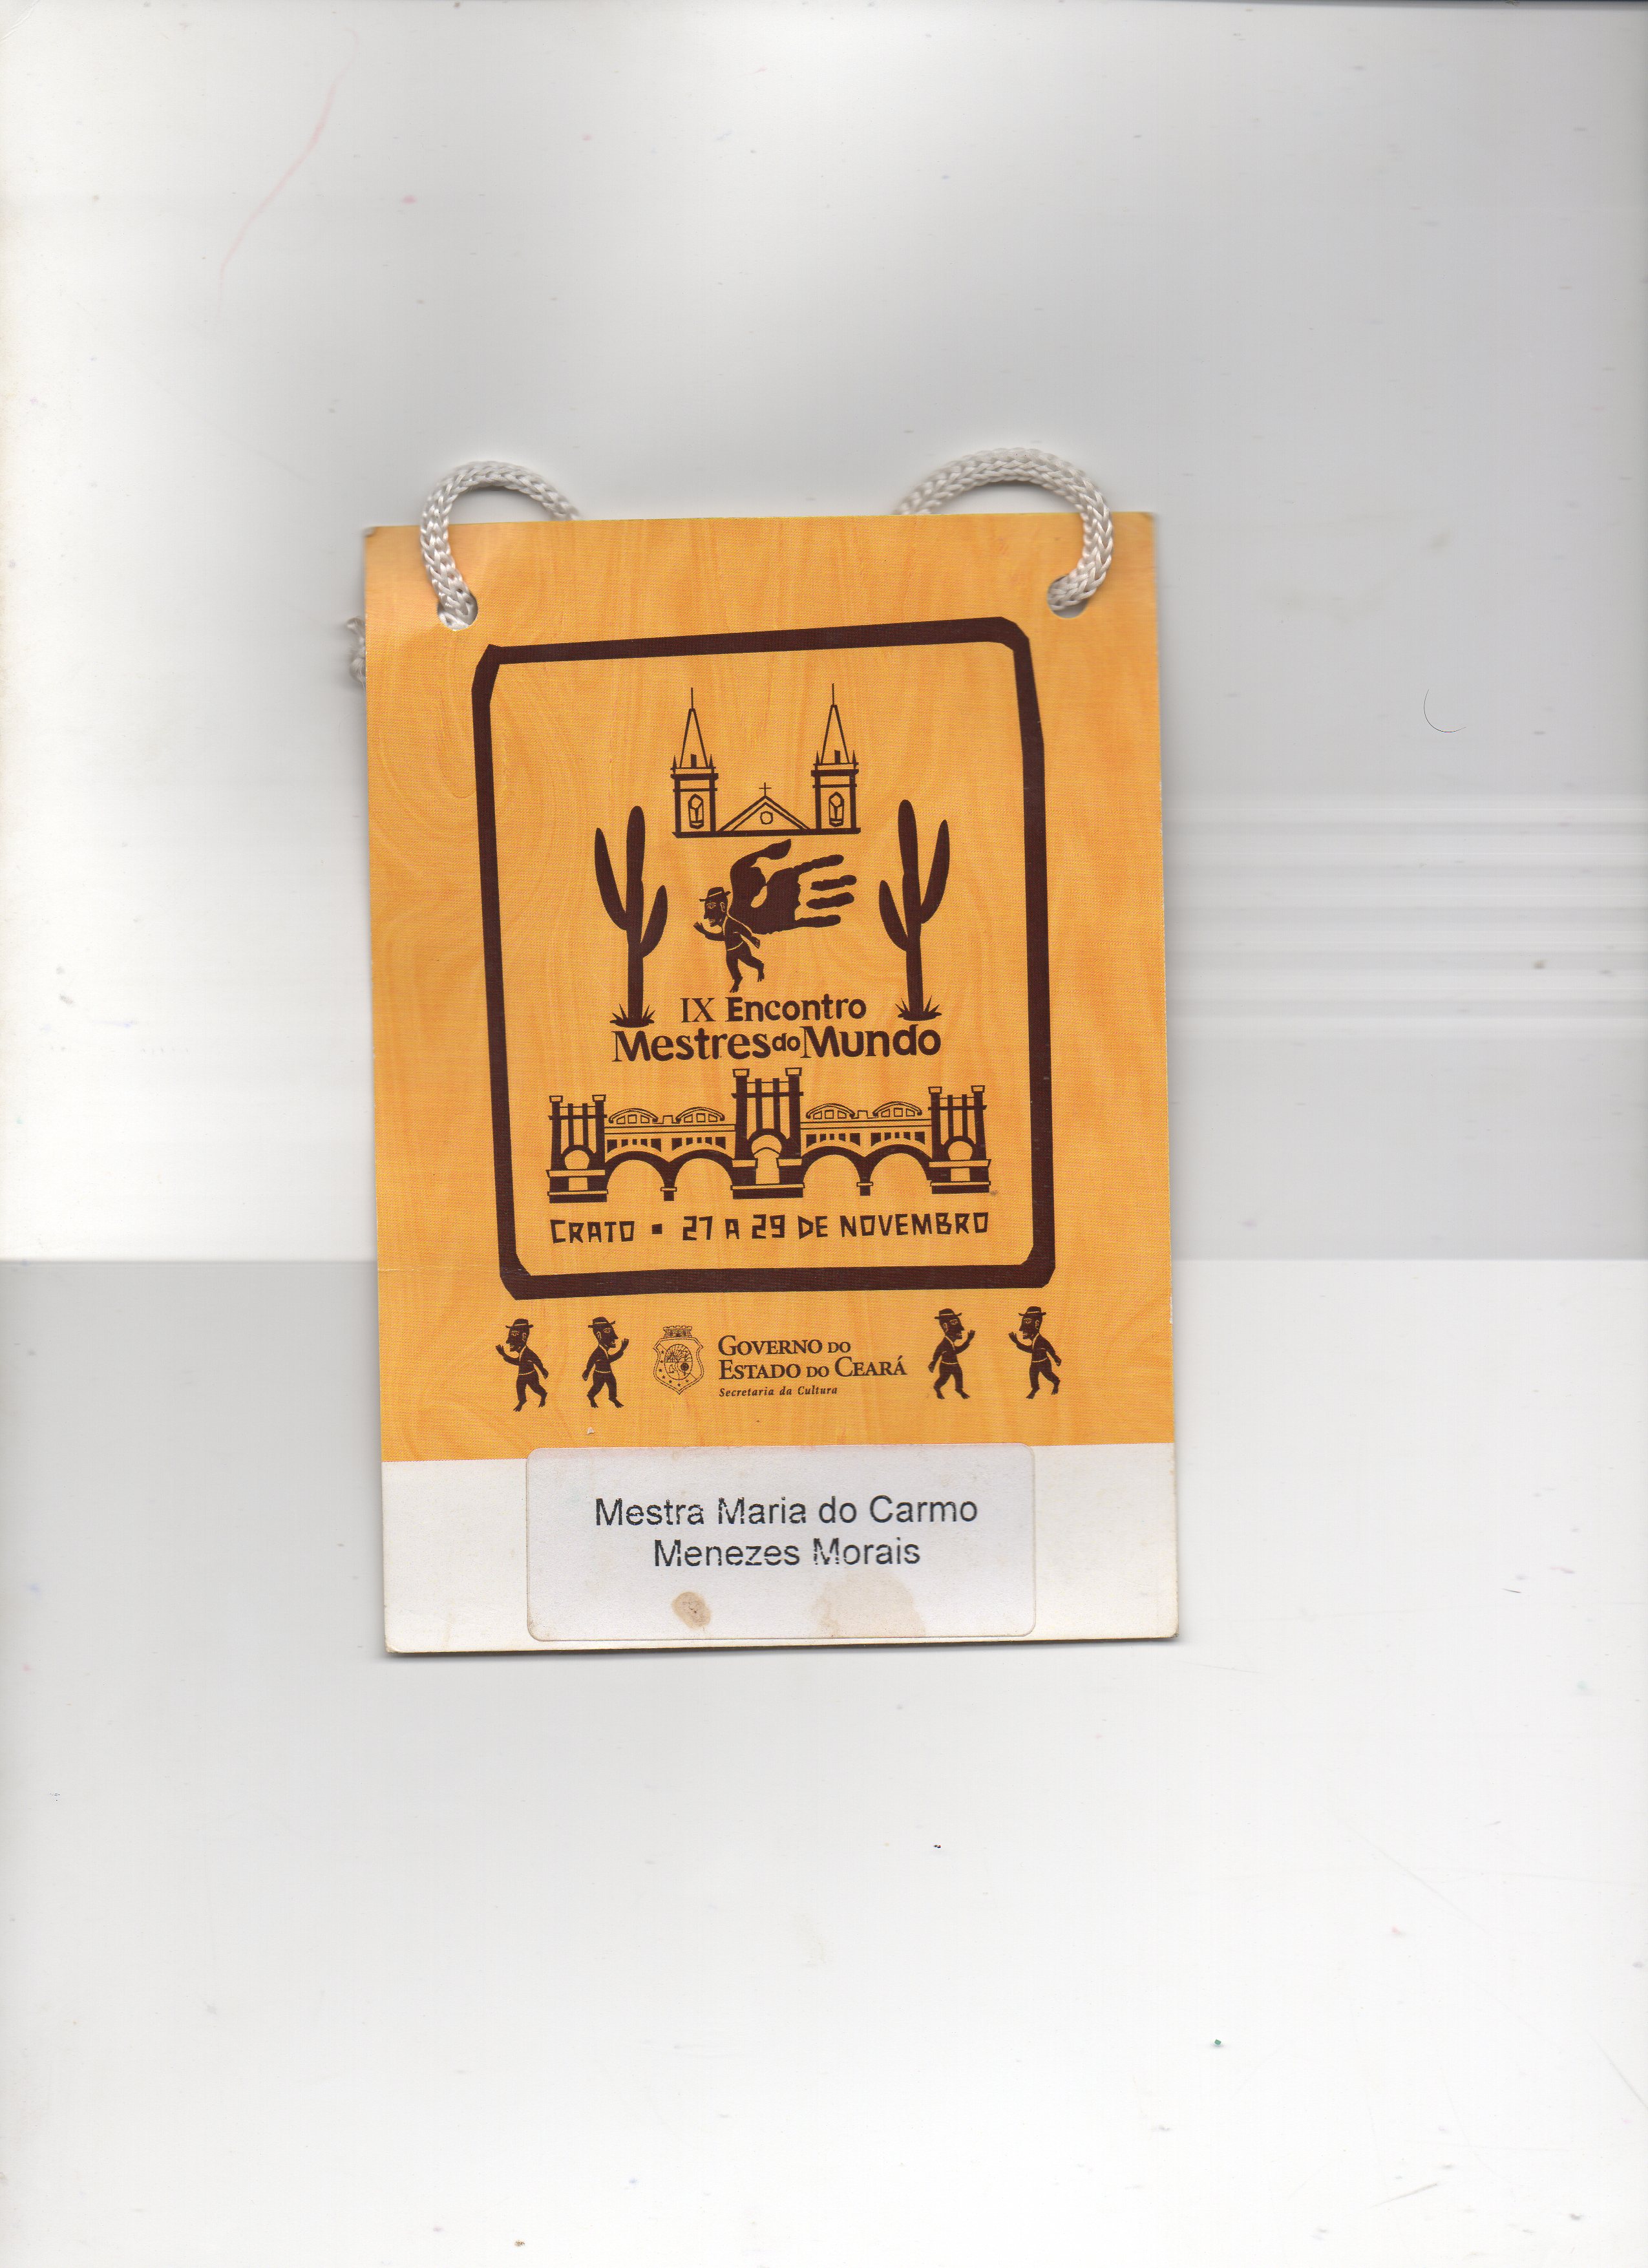 IX Encontro
Mestres do Mundo
CRATO ▪ 27 A 29 DE NOVEMBRO
GOVERNO DO
ESTADO DO CEARÁ
Secretaria da Cultura
Mestra Maria do Carmo
Menezes Morais